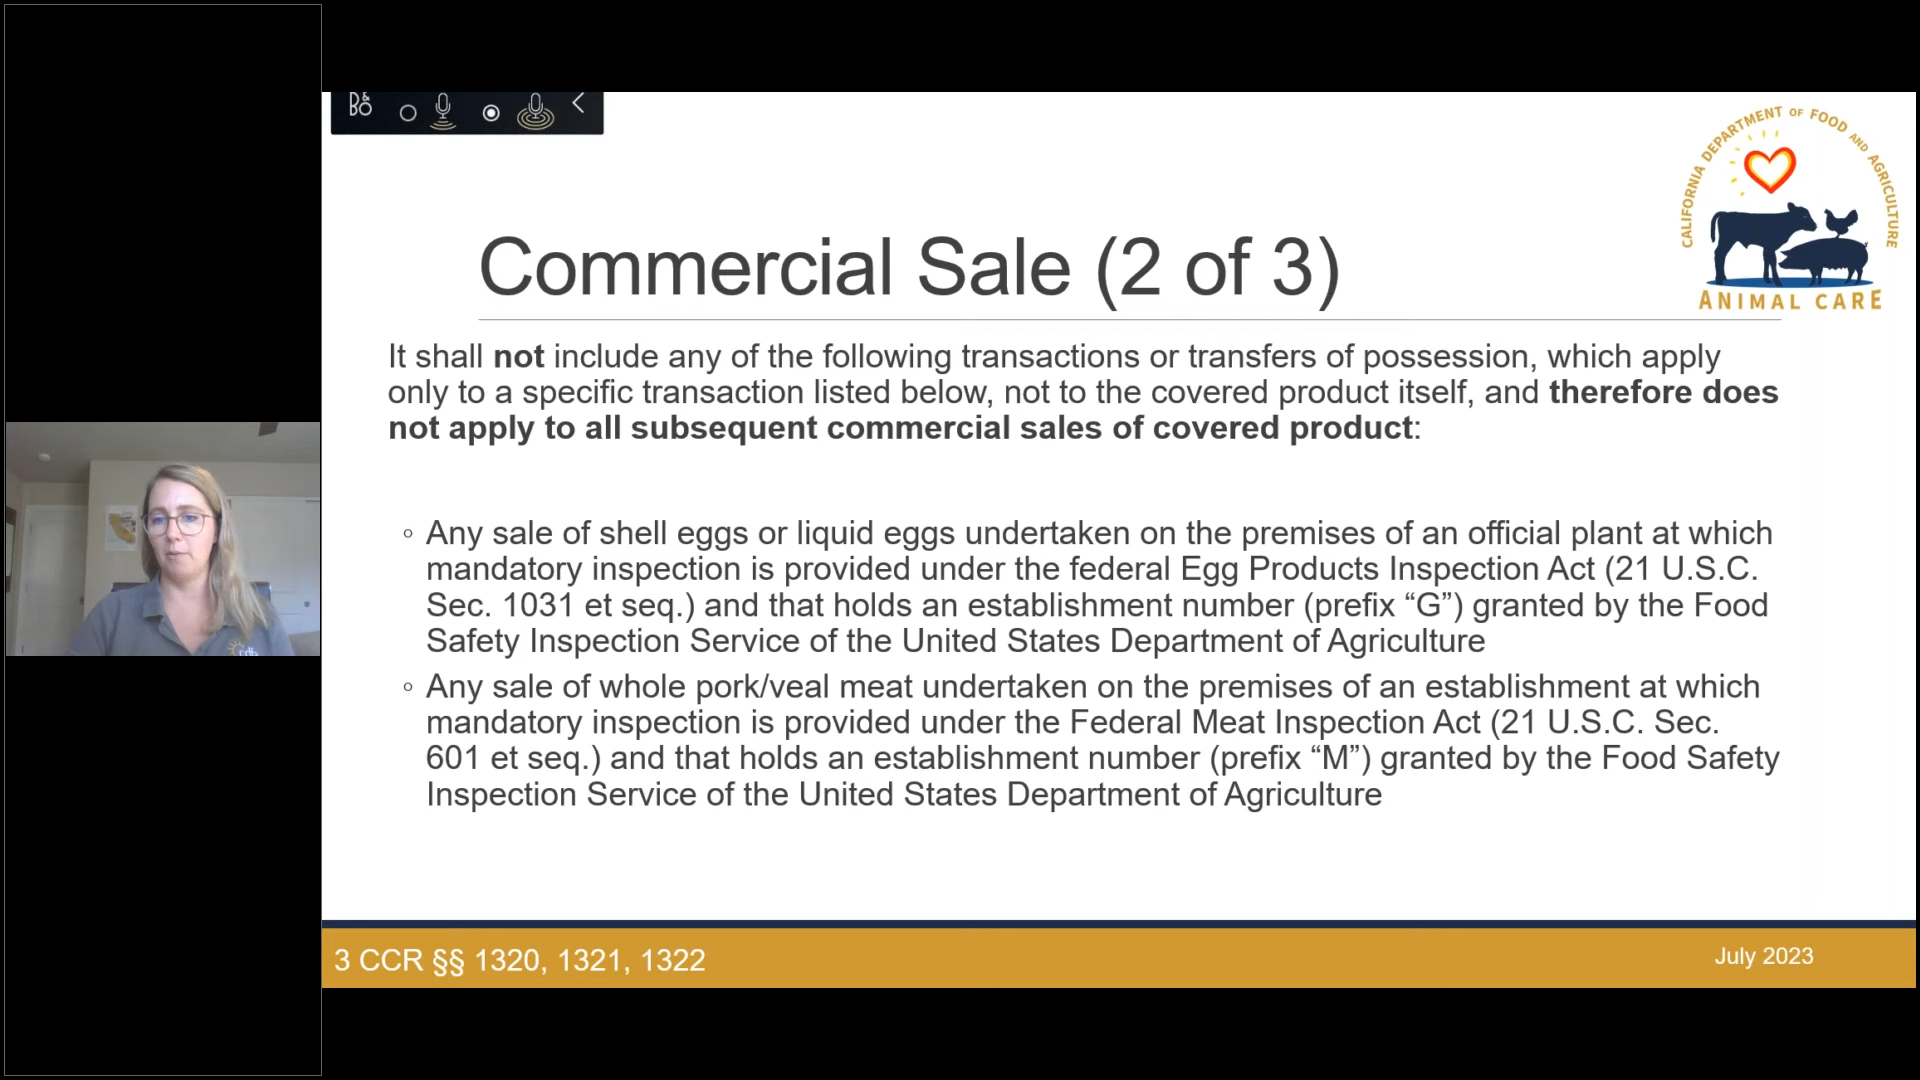 CALIFORNIA DEPARTMENT OF FOOD AND AGRICULTURE
ANIMAL CARE
Commercial Sale (2 of 3)
It shall not include any of the following transactions or transfers of possession, which apply
only to a specific transaction listed below, not to the covered product itself, and therefore does
not apply to all subsequent commercial sales of covered product:
◦ Any sale of shell eggs or liquid eggs undertaken on the premises of an official plant at which
mandatory inspection is provided under the federal Egg Products Inspection Act (21 U.S.C.
Sec. 1031 et seq.) and that holds an establishment number (prefix “G”) granted by the Food
Safety Inspection Service of the United States Department of Agriculture
◦ Any sale of whole pork/veal meat undertaken on the premises of an establishment at which
mandatory inspection is provided under the Federal Meat Inspection Act (21 U.S.C. Sec.
601 et seq.) and that holds an establishment number (prefix “M”) granted by the Food Safety
Inspection Service of the United States Department of Agriculture
3 CCR §§ 1320, 1321, 1322
July 2023